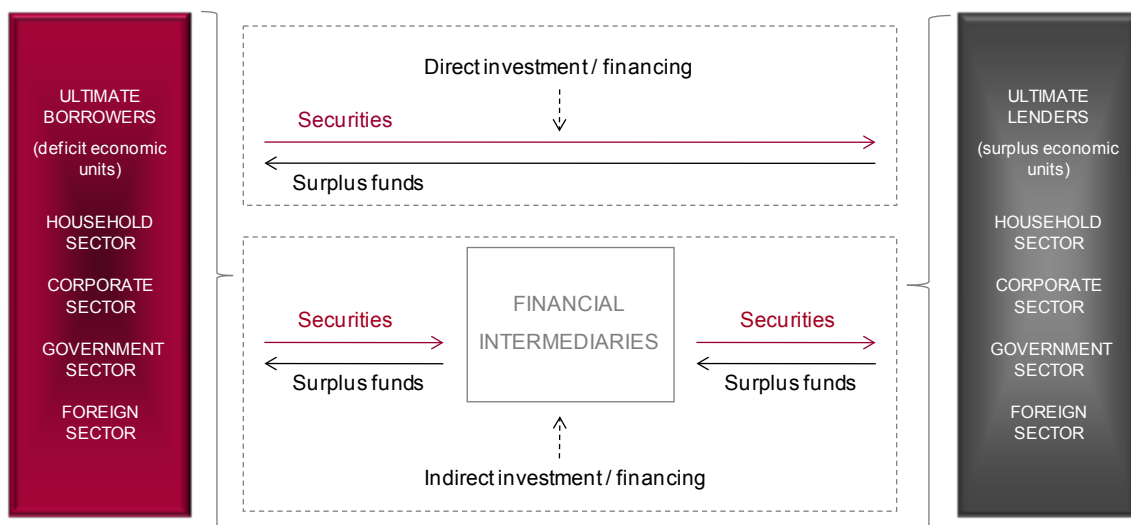 ULTIMATE
BORROWERS
(deficit economic
units)
HOUSEHOLD
SECTOR
CORPORATE
SECTOR
GOVERNMENT
SECTOR
FOREIGN
SECTOR
Direct investment / financing
Securities
Surplus funds
FINANCIAL
INTERMEDIARIES
Securities
Surplus funds
Securities
Surplus funds
Indirect investment / financing
ULTIMATE
LENDERS
(surplus economic
units)
HOUSEHOLD
SECTOR
CORPORATE
SECTOR
GOVERNMENT
SECTOR
FOREIGN
SECTOR